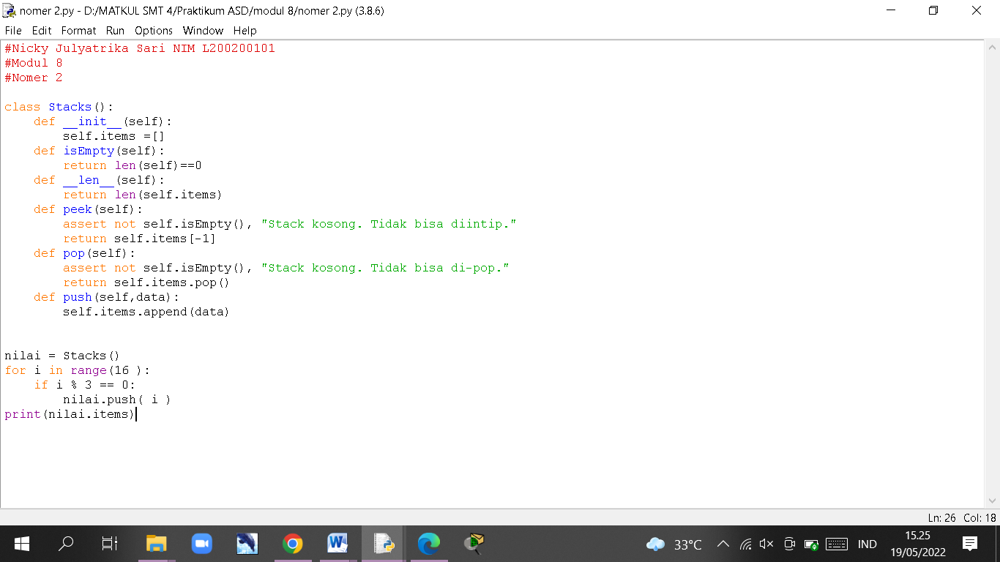 nomer 2.py - D:/MATKUL SMT 4/Praktikum ASD/modul 8/nomer 2.py (3.8.6)
File Edit Format Run Options Window Help
#Nicky Julyatrika Sari NIM L200200101
#Modul 8
#Nomer 2
class Stacks():
    def __init__(self):
        self.items =[]
    def isEmpty(self):
        return len(self)==0
    def __len__(self):
        return len(self.items)
    def peek(self):
        assert not self.isEmpty(), "Stack kosong. Tidak bisa diintip."
        return self.items[-1]
    def pop(self):
        assert not self.isEmpty(), "Stack kosong. Tidak bisa di-pop."
        return self.items.pop()
    def push(self,data):
        self.items.append(data)
nilai = Stacks()
for i in range(16 ):
    if i % 3 == 0:
        nilai.push( i )
print(nilai.items)
Ln: 26 Col: 18
33°C
IND
15.25
19/05/2022